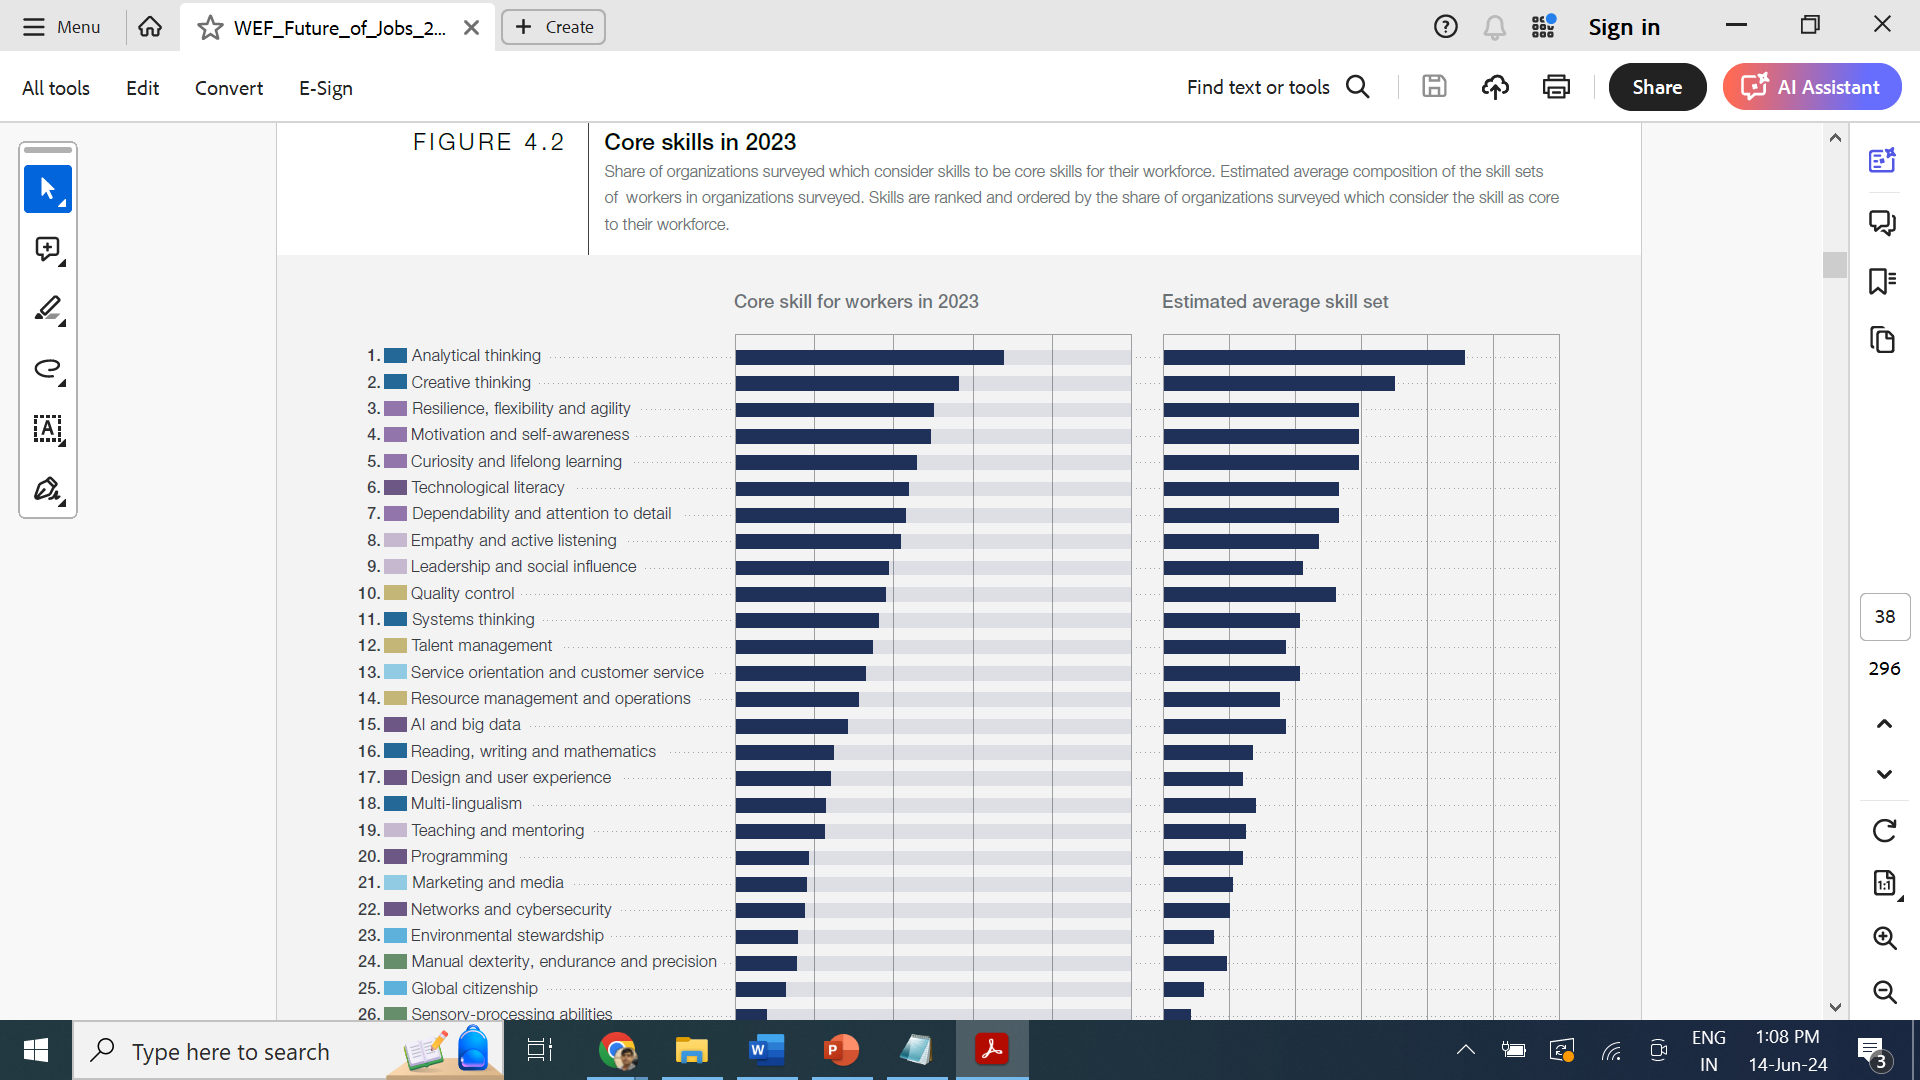 Menu
WEF_Future_of_Jobs_2...
Create
Sign in
All tools
Edit
Convert
E-Sign
Find text or tools
Share
AI Assistant
FIGURE 4.2
Core skills in 2023
Share of organizations surveyed which consider skills to be core skills for their workforce. Estimated average composition of the skill sets
of workers in organizations surveyed. Skills are ranked and ordered by the share of organizations surveyed which consider the skill as core
to their workforce.
Core skill for workers in 2023
Estimated average skill set
1. Analytical thinking
2. Creative thinking
3. Resilience, flexibility and agility
4. Motivation and self-awareness
5. Curiosity and lifelong learning
6. Technological literacy
7. Dependability and attention to detail
8. Empathy and active listening
9. Leadership and social influence
10. Quality control
11. Systems thinking
12. Talent management
13. Service orientation and customer service
14. Resource management and operations
15. AI and big data
16. Reading, writing and mathematics
17. Design and user experience
18. Multi-lingualism
19. Teaching and mentoring
20. Programming
21. Marketing and media
22. Networks and cybersecurity
23. Environmental stewardship
24. Manual dexterity, endurance and precision
25. Global citizenship
26. Sensory-processing abilities
38
296
1:1
Type here to search
ENG
IN
1:08 PM
14-Jun-24
3